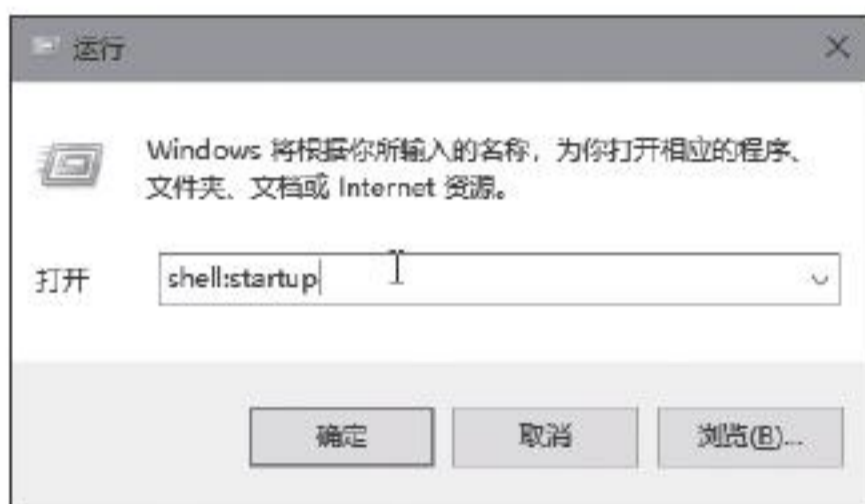 运行
Windows 将根据你所输入的名称，为你打开相应的程序、
文件夹、文档或 Internet 资源。
打开
shell:startup
确定 取消 浏览(B)...